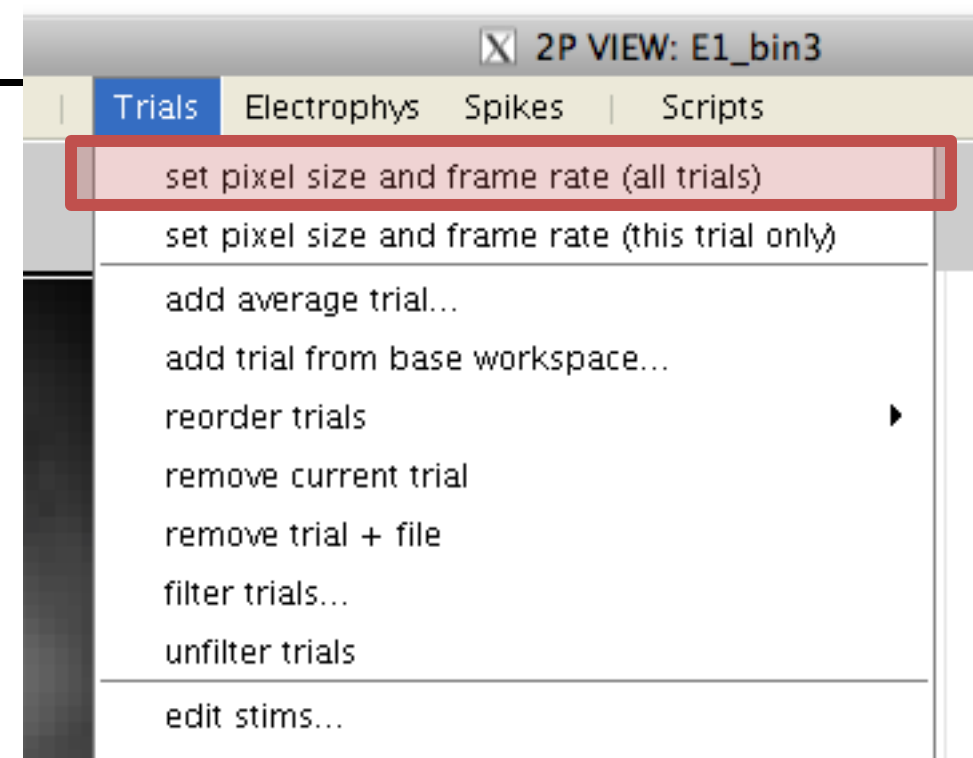 X 2P VIEW: E1_bin3
Trials Electrophys Spikes Scripts
set pixel size and frame rate (all trials)
set pixel size and frame rate (this trial only)
add average trial...
add trial from base workspace...
reorder trials
remove current trial
remove trial + file
filter trials...
unfilter trials
edit stims...